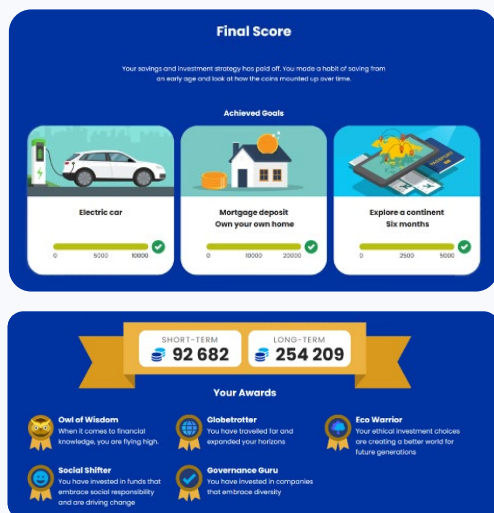 Final Score
Your savings and investment strategy has paid off. You made a habit of saving from
an early age and look at how the coins mounted up over time.
Achieved Goals
Electric car
0 5000 10000
Mortgage deposit
Own your own home
0 10000 20000
PASSPORT
Explore a continent
Six months
0 2500 5000
SHORT-TERM
92 682
LONG-TERM
254 209
Your Awards
Owl of Wisdom
When it comes to financial
knowledge, you are flying high.
Globetrotter
You have travelled far and
expanded your horizons
Eco Warrior
Your ethical investment choices
are creating a better world for
future generations
Social Shifter
You have invested in funds that
embrace social responsibility
and are driving change
Governance Guru
You have invested in companies
that embrace diversity